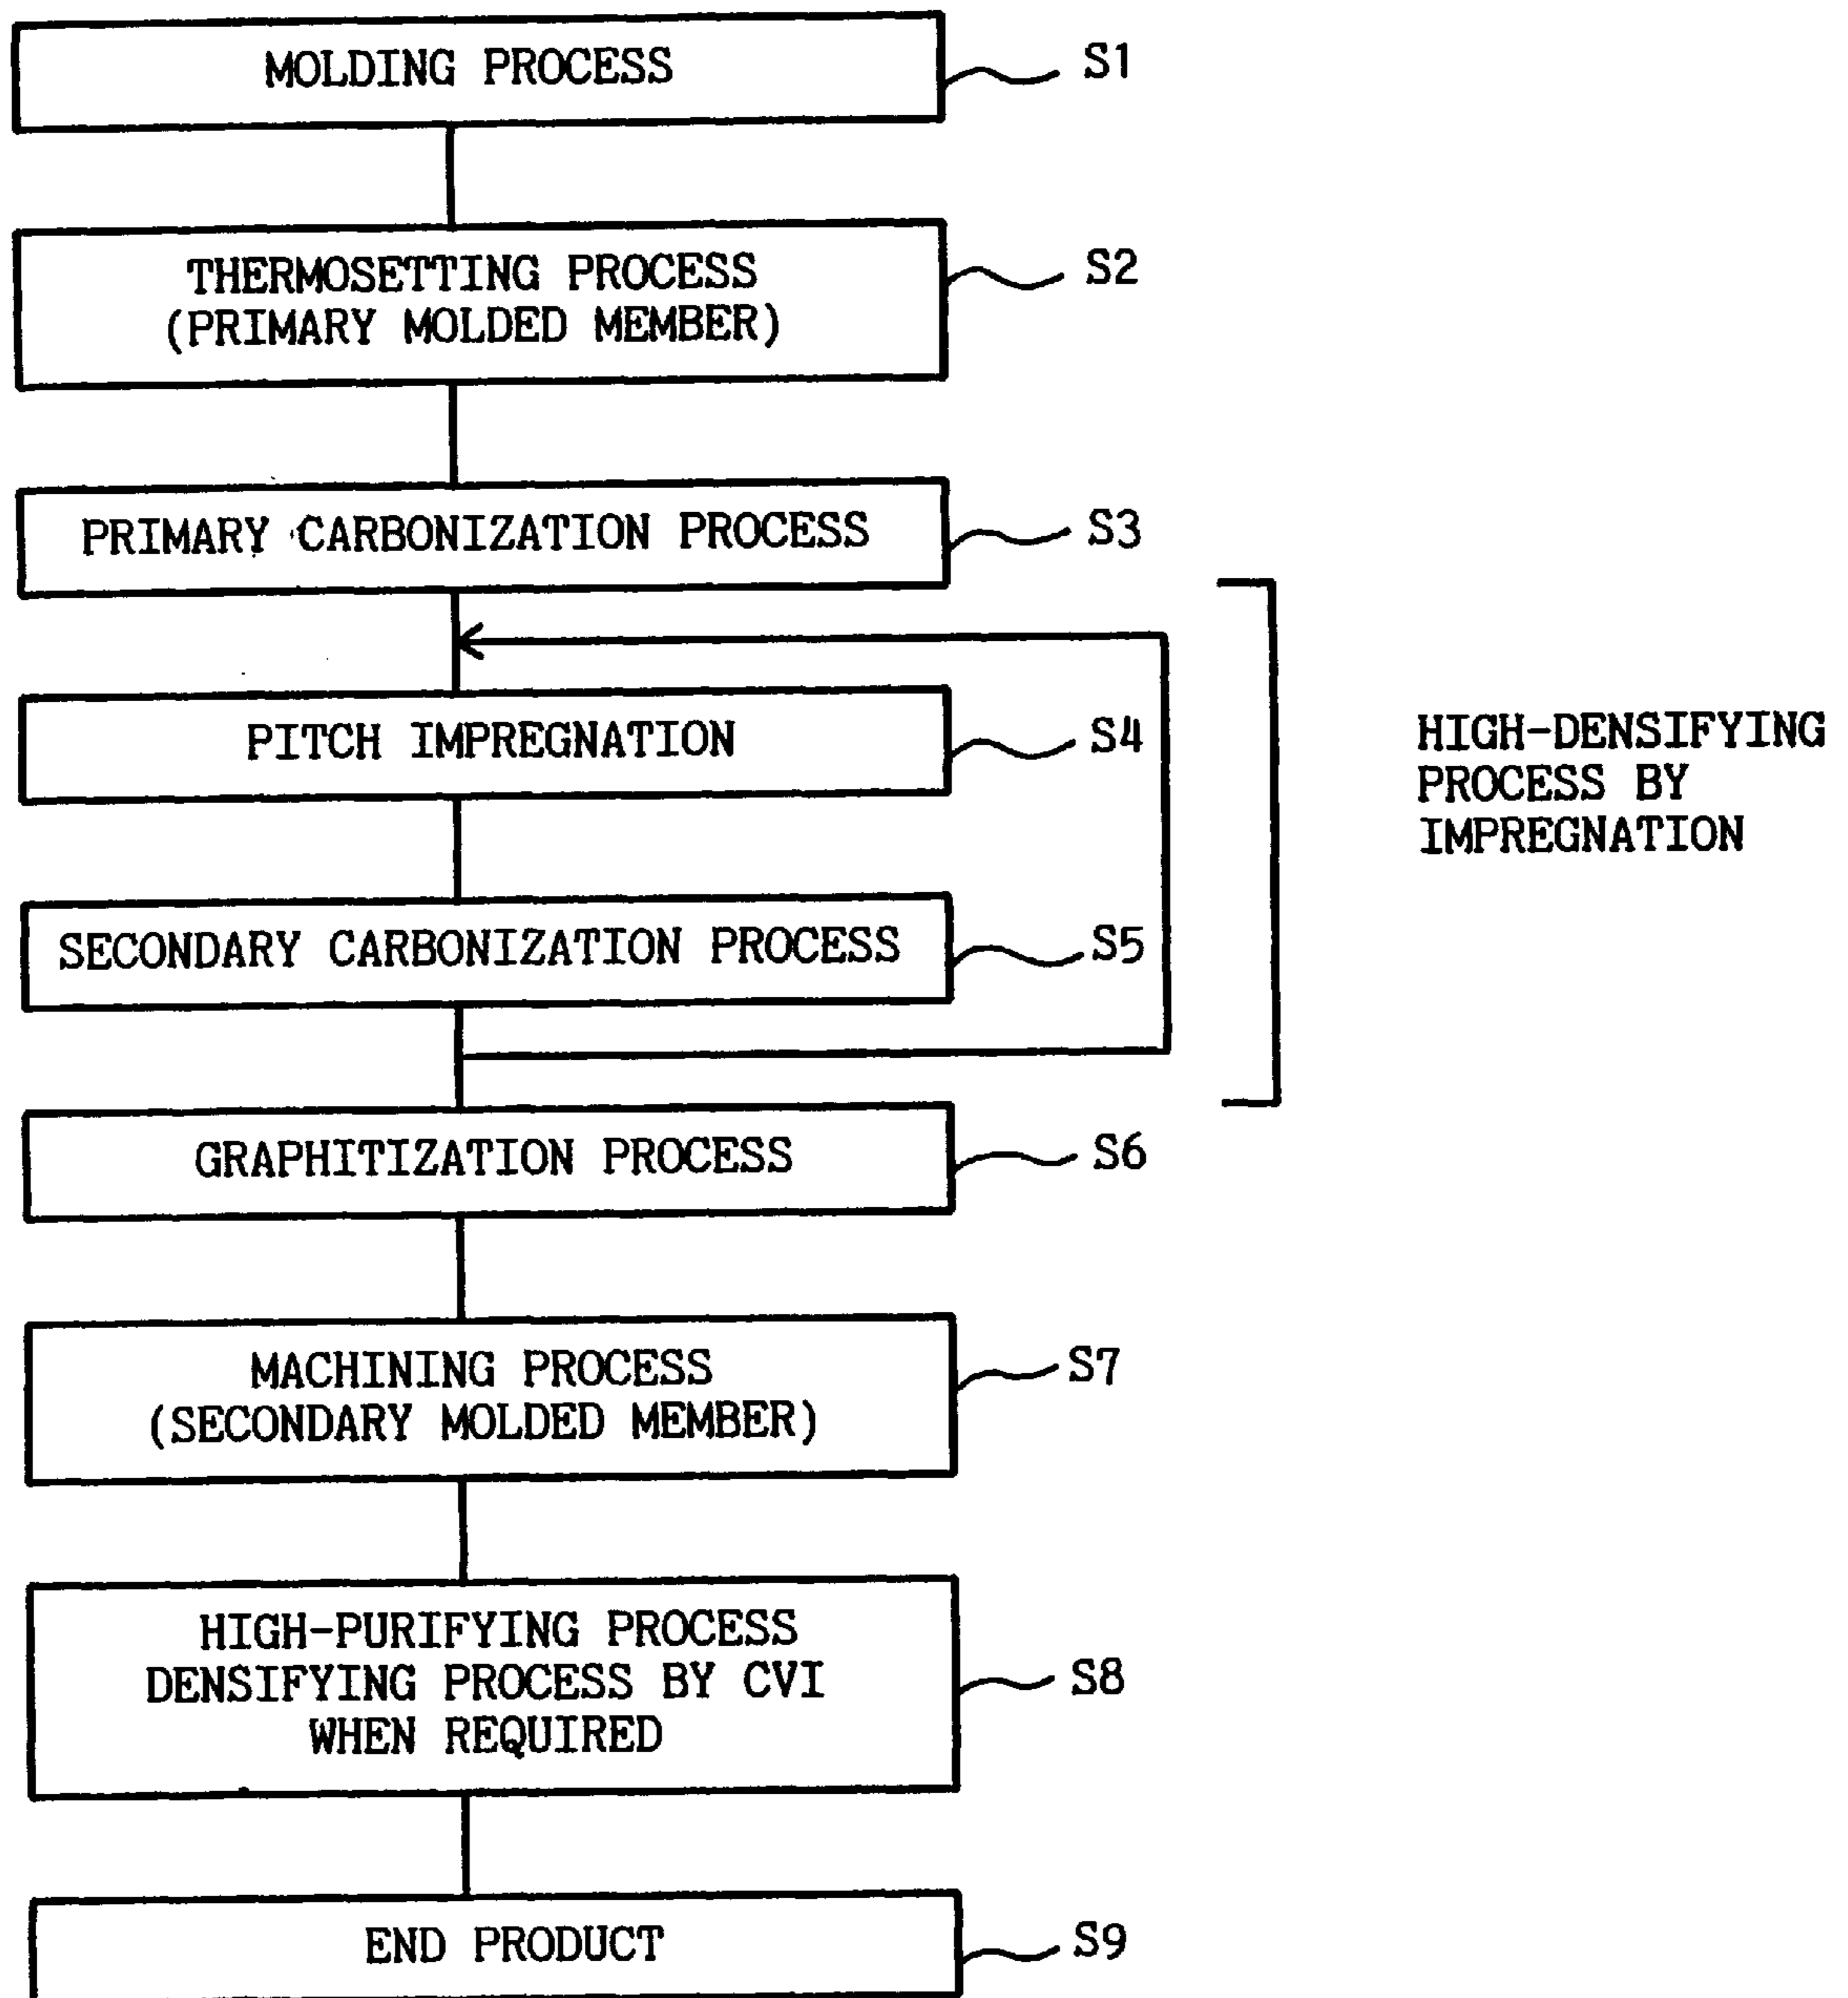 MOLDING PROCESS
S1
THERMOSETTING PROCESS
(PRIMARY MOLDED MEMBER)
S2
PRIMARY CARBONIZATION PROCESS
S3
PITCH IMPREGNATION
S4
HIGH-DENSIFYING
PROCESS BY
IMPREGNATION
SECONDARY CARBONIZATION PROCESS
S5
GRAPHITIZATION PROCESS
S6
MACHINING PROCESS
(SECONDARY MOLDED MEMBER)
S7
HIGH-PURIFYING PROCESS
DENSIFYING PROCESS BY CVI
WHEN REQUIRED
S8
END PRODUCT
S9